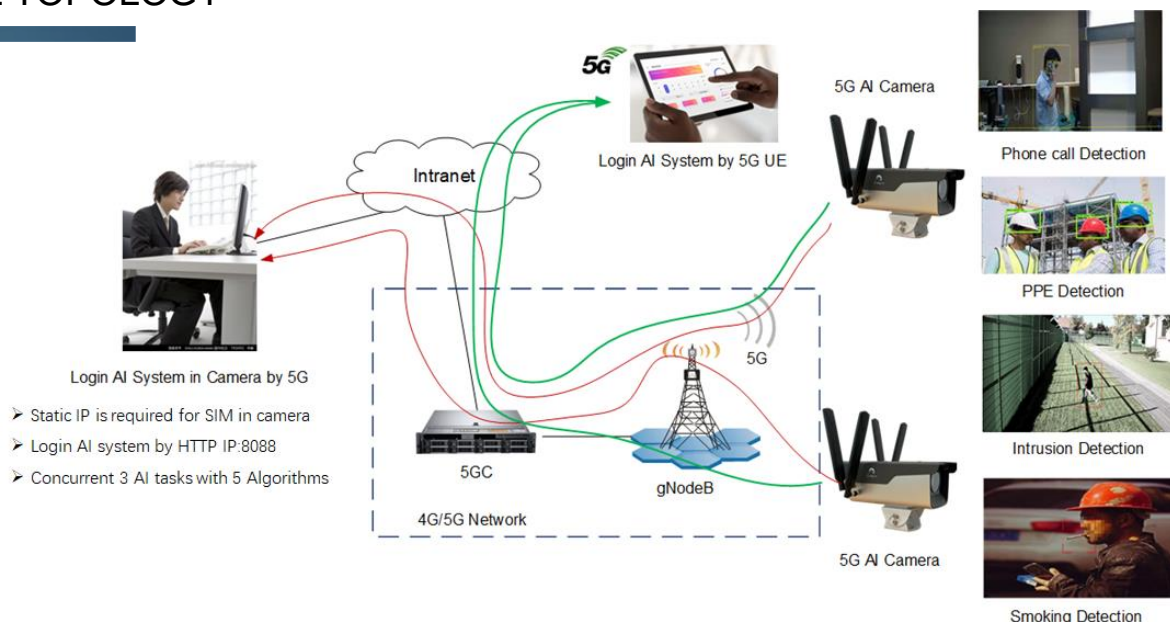 TOPOLOGY
5G
Login AI System by 5G UE
5G AI Camera
Phone call Detection
Intranet
PPE Detection
5G
Login AI System in Camera by 5G
Static IP is required for SIM in camera
Login AI system by HTTP IP:8088
Concurrent 3 AI tasks with 5 Algorithms
5GC
gNodeB
4G/5G Network
Intrusion Detection
5G AI Camera
Smoking Detection